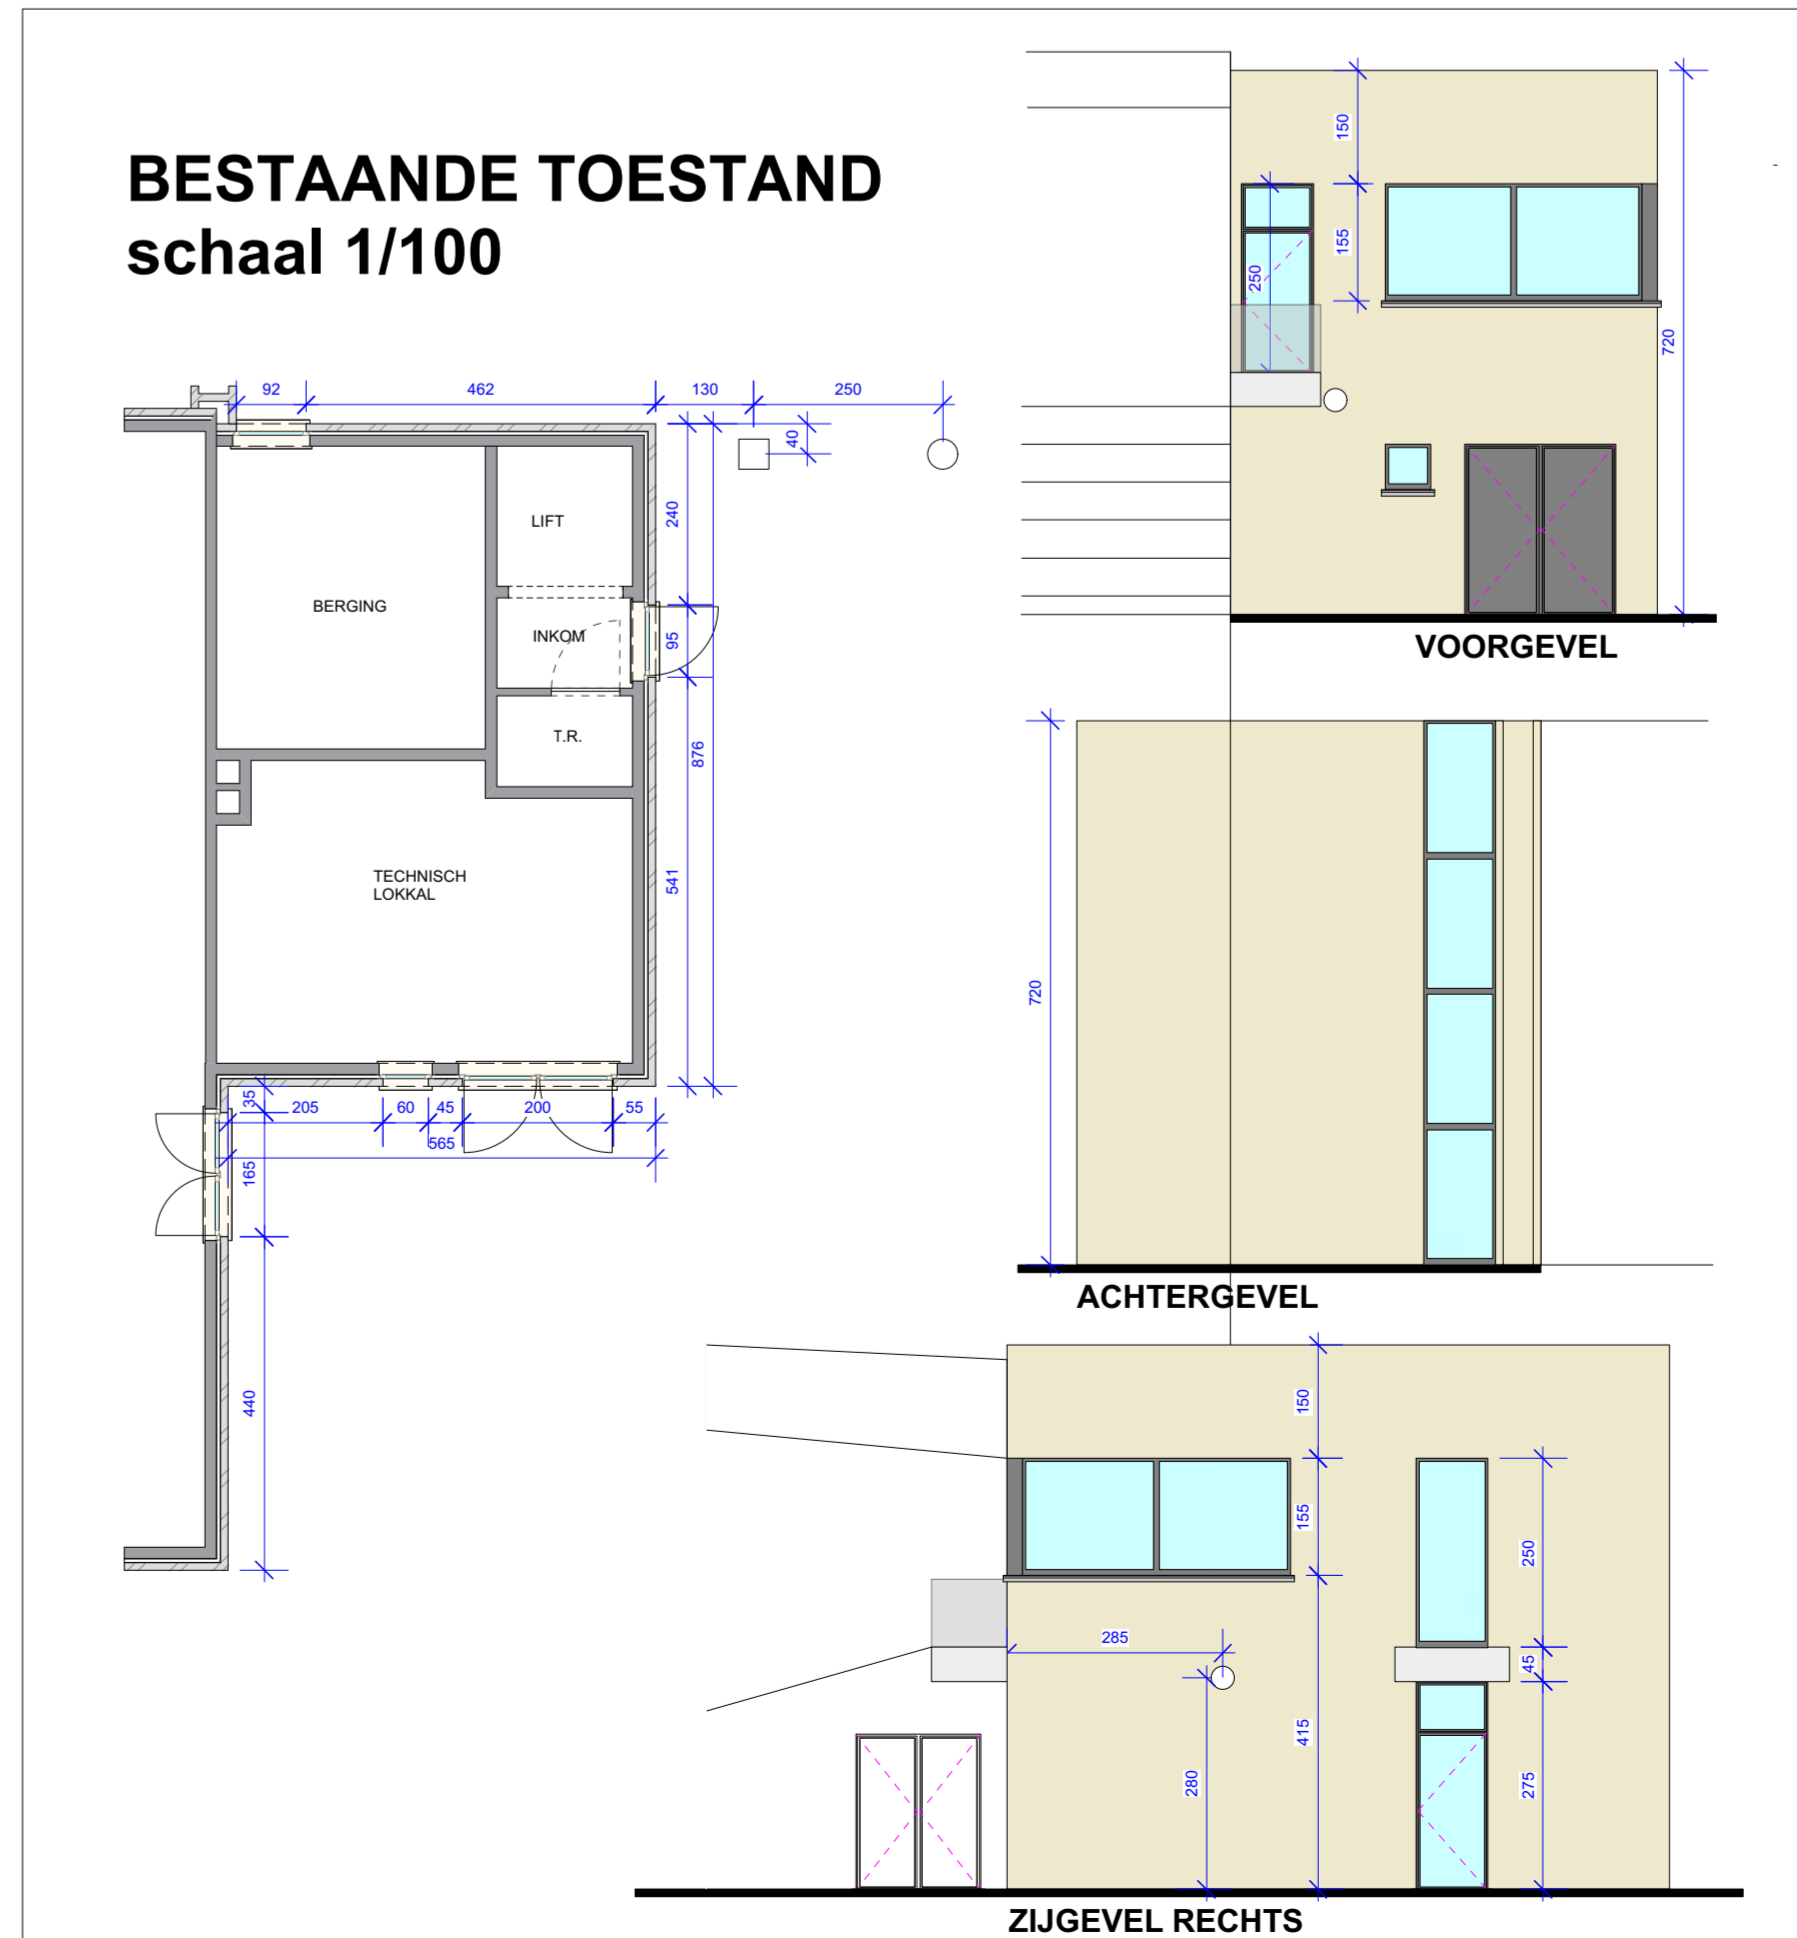 BESTAANDE TOESTAND
schaal 1/100
92
462
130
250
40
240
95
876
541
LIFT
BERGING
INKOM
T.R.
TECHNISCH
LOKKAL
35
205
60
45
200
55
565
165
440
150
155
250
720
VOORGEVEL
720
ACHTERGEVEL
150
155
250
285
45
415
280
275
ZIJGEVEL RECHTS